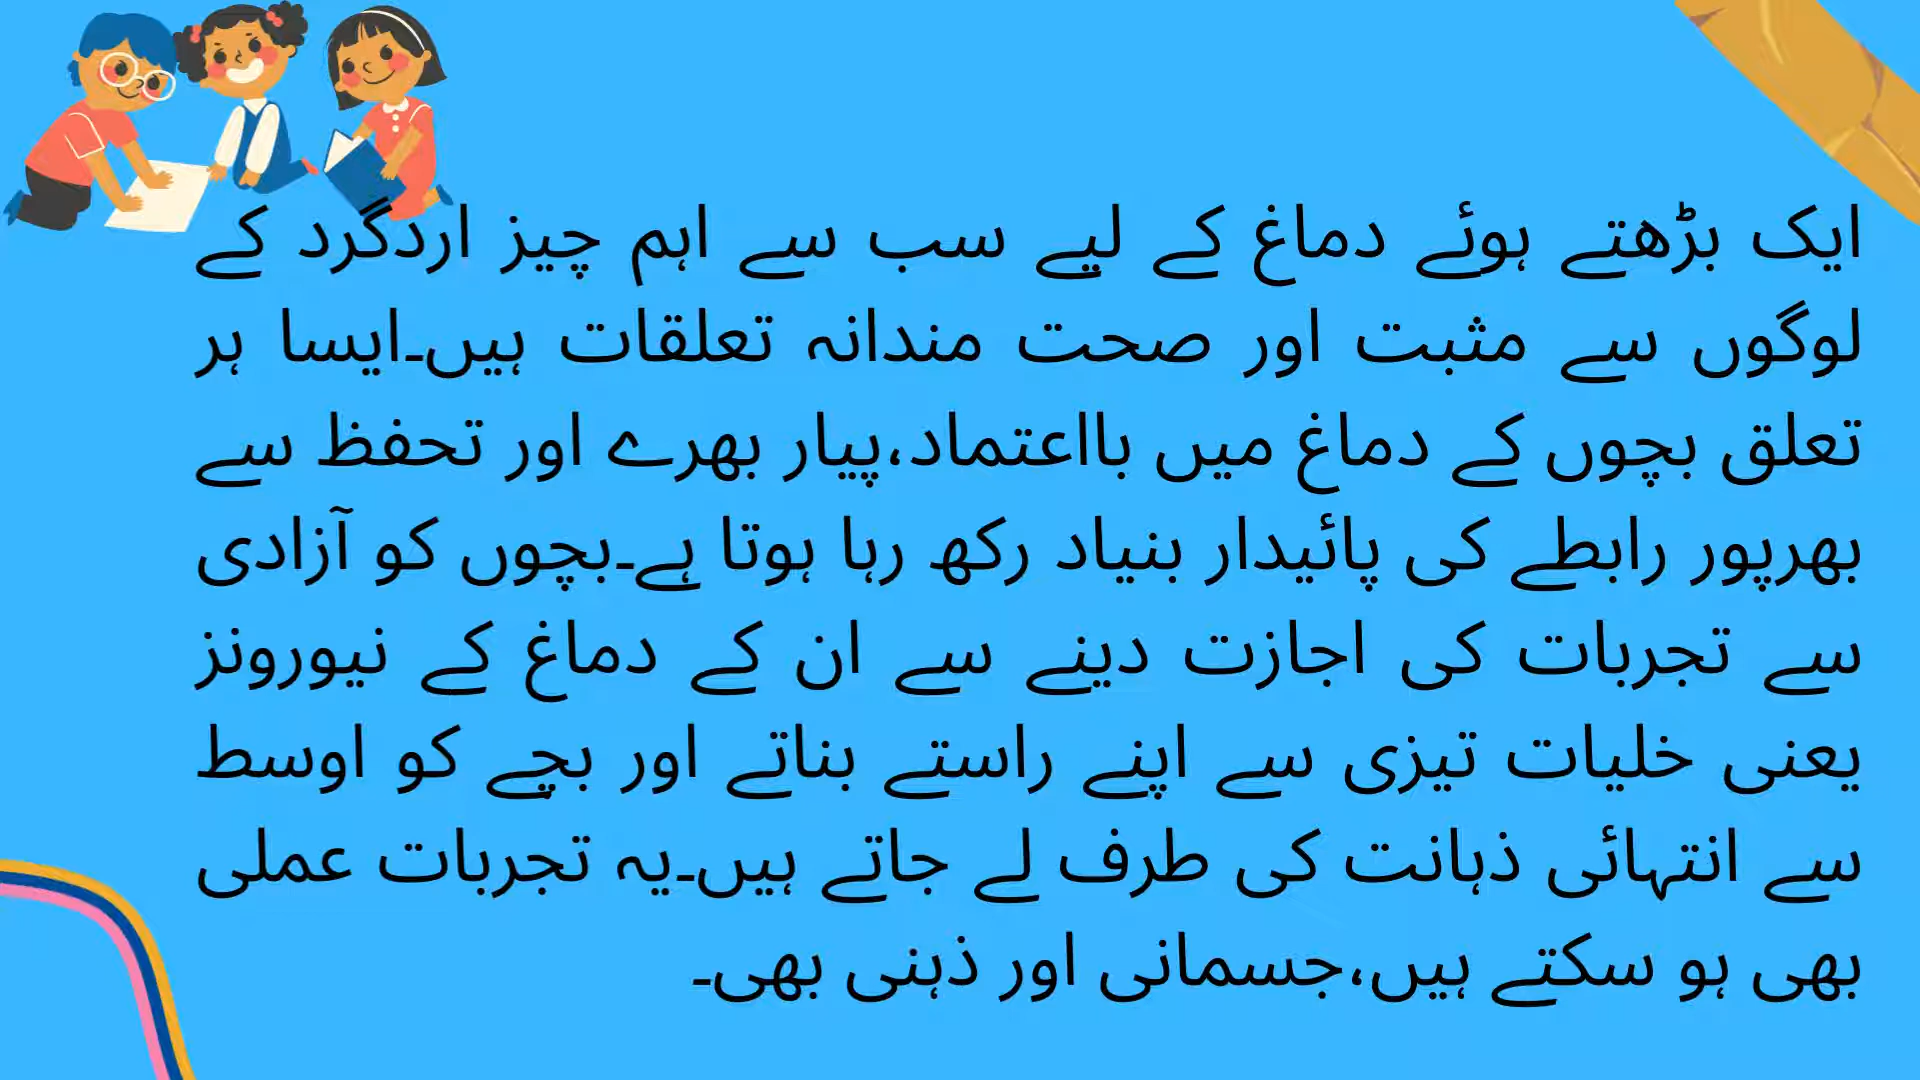 ایک بڑھتے ہوئے دماغ کے لیے سب سے اہم چیز اردگرد کے
لوگوں سے مثبت اور صحت مندانہ تعلقات ہیں۔ایسا ہر
تعلق بچوں کے دماغ میں بااعتماد،پیار بھرے اور تحفظ سے
بھرپور رابطے کی پائیدار بنیاد رکھ رہا ہوتا ہے۔بچوں کو آزادی
سے تجربات کی اجازت دینے سے ان کے دماغ کے نیورونز
یعنی خلیات تیزی سے اپنے راستے بناتے اور بچے کو اوسط
سے انتہائی ذہانت کی طرف لے جاتے ہیں۔یہ تجربات عملی
بھی ہو سکتے ہیں،جسمانی اور ذہنی بھی۔